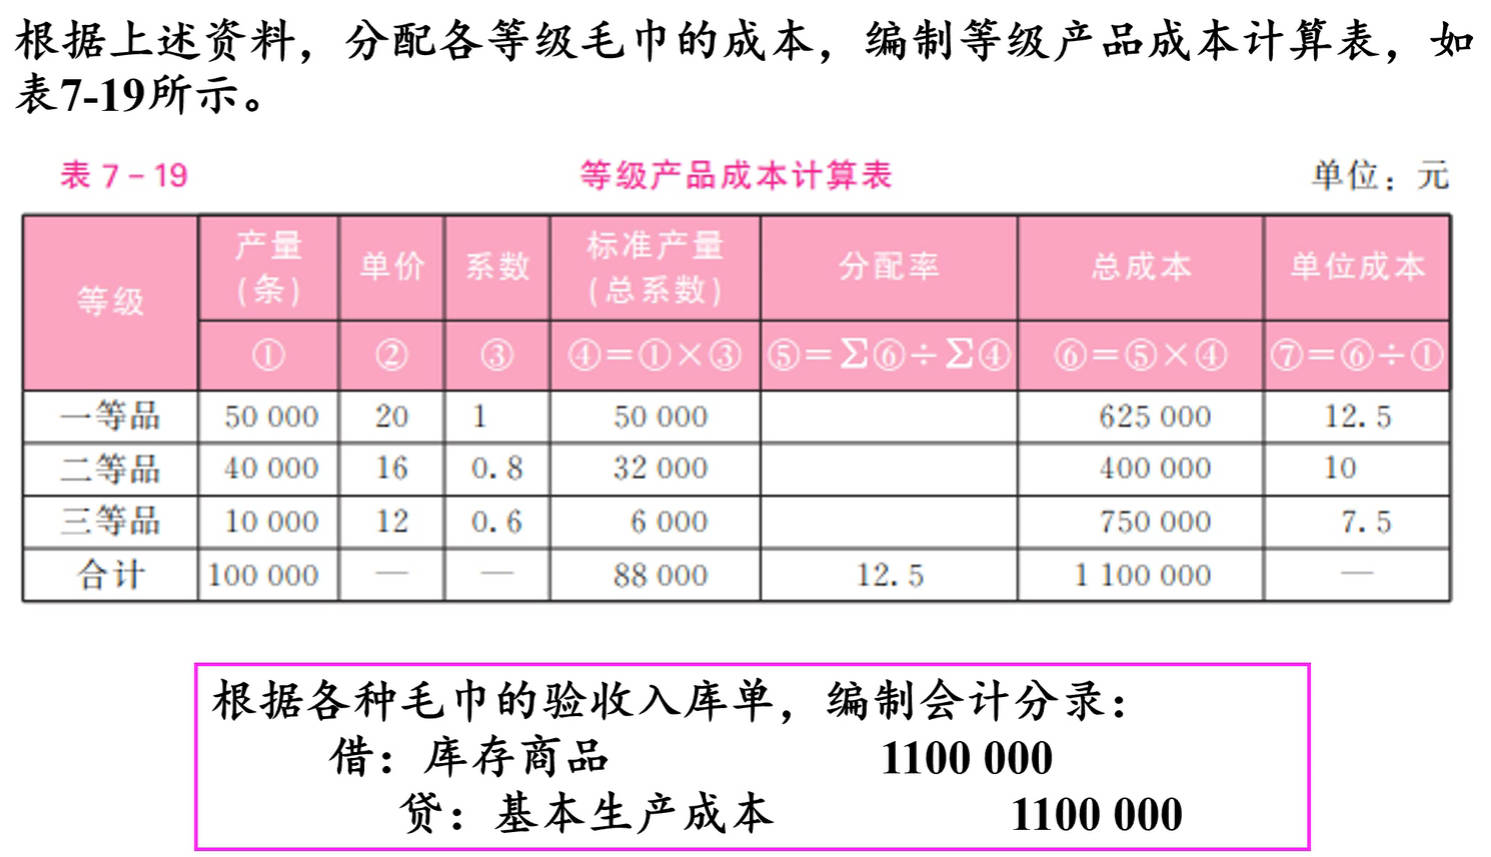 根据上述资料，分配各等级毛巾的成本，编制等级产品成本计算表，如
表7-19所示。
表 7－19 等级产品成本计算表 单位：元
等级 产量（条） 单价 系数 标准产量（总系数） 分配率 总成本 单位成本
① ② ③ ④＝①×③ ⑤＝Σ⑥÷Σ④ ⑥＝⑤×④ ⑦＝⑥÷①
一等品 50 000 20 1 50 000 625 000 12.5
二等品 40 000 16 0.8 32 000 400 000 10
三等品 10 000 12 0.6 6 000 750 000 7.5
合计 100 000 — — 88 000 12.5 1 100 000 —
根据各种毛巾的验收入库单，编制会计分录：
借：库存商品 1100 000
贷：基本生产成本 1100 000